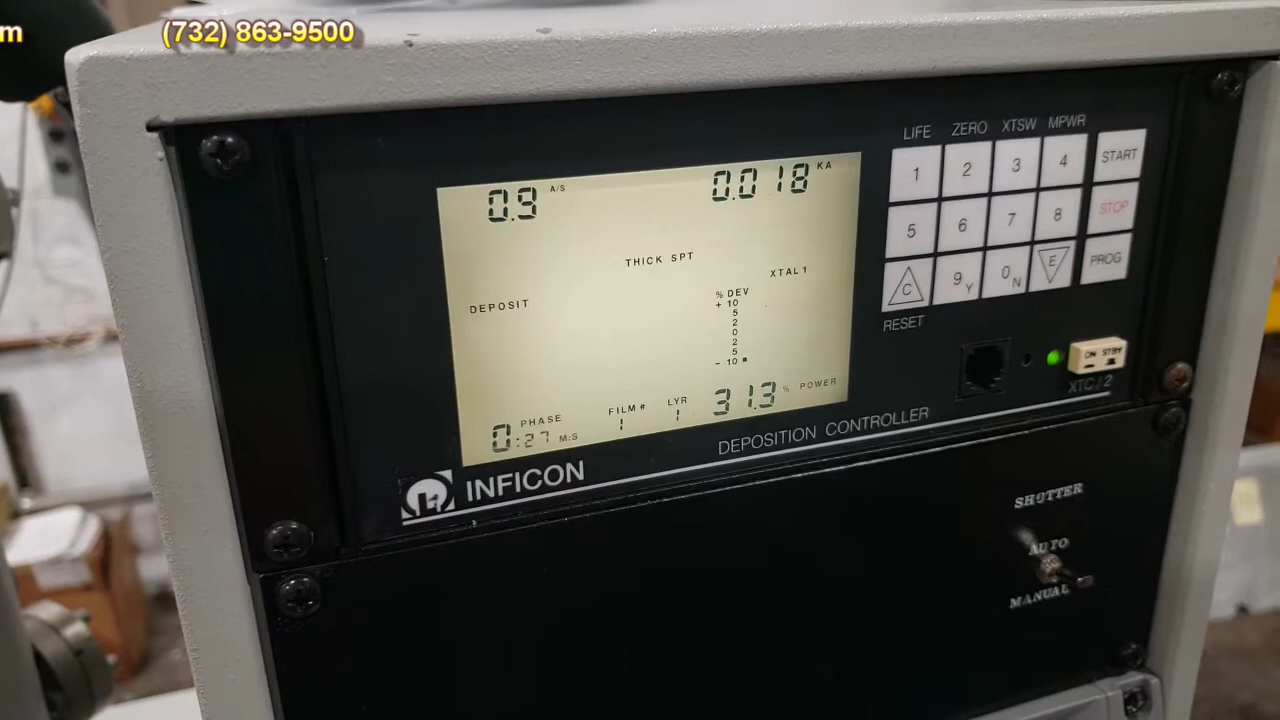 m
(732) 863-9500
0.9 A/S
0.018 KA
THICK SPT
XTAL 1
DEPOSIT
% DEV
+ 10
5
2
0
2
5
- 10
31.3 % POWER
PHASE
0:27 M:S
FILM #
1
LYR
1
INFICON
DEPOSITION CONTROLLER
LIFE ZERO XTSW MPWR
1 2 3 4 START
5 6 7 8 STOP
C 9 Y 0 N E PROG
RESET
ON STBY
XTC/2
SHUTTER
AUTO
MANUAL